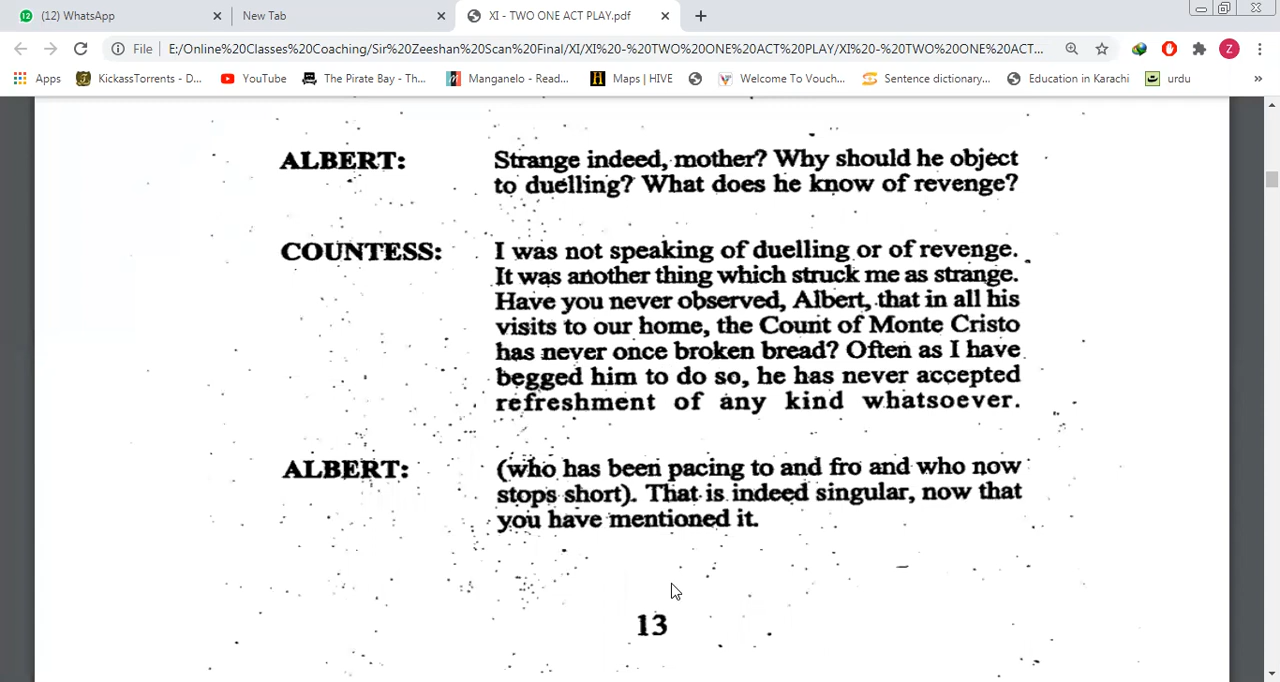 (12) WhatsApp
New Tab
XI - TWO ONE ACT PLAY.pdf
File
E:/Online%20Classes%20Coaching/Sir%20Zeeshan%20Scan%20Final/XI/XI%20-%20TWO%20ONE%20ACT%20PLAY/XI%20-%20TWO%20ONE%20ACT...
Z
Apps
KickassTorrents - D...
YouTube
The Pirate Bay - Th...
Manganelo - Read...
Maps | HIVE
Welcome To Vouch...
Sentence dictionary...
Education in Karachi
urdu
»
ALBERT: Strange indeed, mother? Why should he object
to duelling? What does he know of revenge?
COUNTESS: I was not speaking of duelling or of revenge.
It was another thing which struck me as strange.
Have you never observed, Albert, that in all his
visits to our home, the Count of Monte Cristo
has never once broken bread? Often as I have
begged him to do so, he has never accepted
refreshment of any kind whatsoever.
ALBERT: (who has been pacing to and fro and who now
stops short). That is indeed singular, now that
you have mentioned it.
13